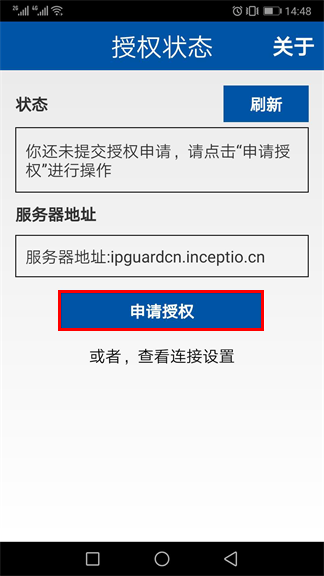 2G 4G 14:48
授权状态 关于
状态 刷新
你还未提交授权申请，请点击“申请授
权”进行操作
服务器地址
服务器地址:ipguardcn.inceptio.cn
申请授权
或者，查看连接设置